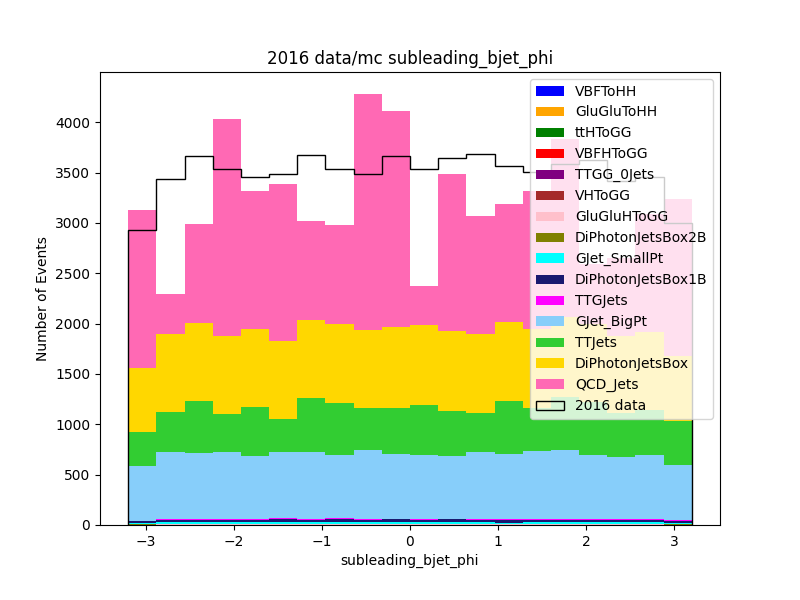 2016 data/mc subleading_bjet_phi
Number of Events
4000
3500
3000
2500
2000
1500
1000
500
0
−3
−2
−1
0
1
2
3
subleading_bjet_phi
VBFToHH
GluGluToHH
ttHToGG
VBFHToGG
TTGG_0Jets
VHToGG
GluGluHToGG
DiPhotonJetsBox2B
GJet_SmallPt
DiPhotonJetsBox1B
TTGJets
GJet_BigPt
TTJets
DiPhotonJetsBox
QCD_Jets
2016 data